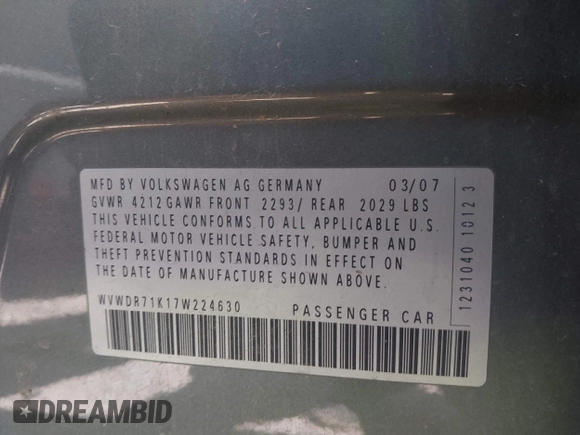 MFD BY VOLKSWAGEN AG GERMANY 03/07
GVWR 4212 GAWR FRONT 2293/ REAR 2029 LBS
THIS VEHICLE CONFORMS TO ALL APPLICABLE U.S.
FEDERAL MOTOR VEHICLE SAFETY, BUMPER AND
THEFT PREVENTION STANDARDS IN EFFECT ON
THE DATE OF MANUFACTURE SHOWN ABOVE.
WVWDR71K17W224630 PASSENGER CAR
1231040 10123
DREAMBID